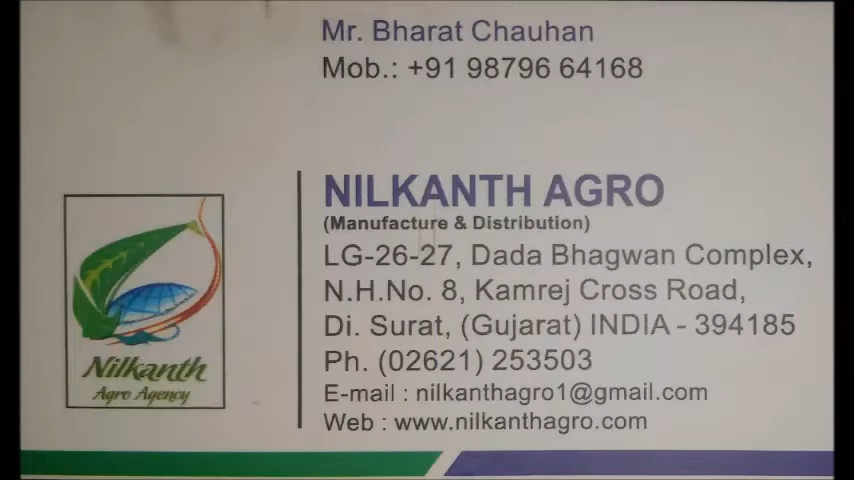 Mr. Bharat Chauhan
Mob.: +91 98796 64168
NILKANTH AGRO
(Manufacture & Distribution)
LG-26-27, Dada Bhagwan Complex,
N.H.No. 8, Kamrej Cross Road,
Di. Surat, (Gujarat) INDIA - 394185
Ph. (02621) 253503
E-mail : nilkanthagro1@gmail.com
Web : www.nilkanthagro.com
Nilkanth
Agro Agency